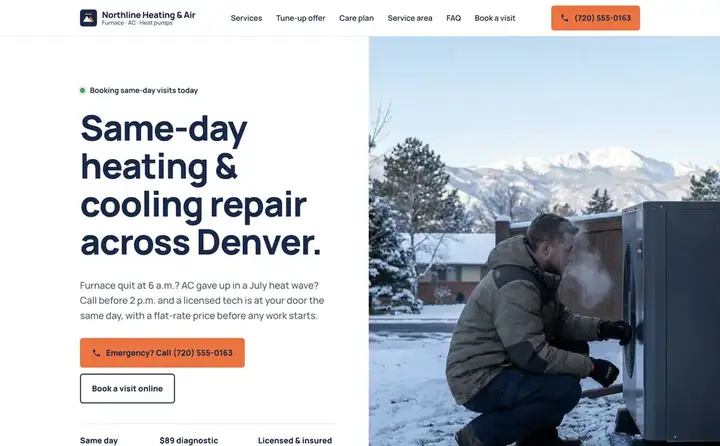 Northline Heating & Air
Furnace · AC · Heat pumps
Services
Tune-up offer
Care plan
Service area
FAQ
Book a visit
(720) 555-0163
Booking same-day visits today
Same-day
heating &
cooling repair
across Denver.
Furnace quit at 6 a.m.? AC gave up in a July heat wave?
Call before 2 p.m. and a licensed tech is at your door the
same day, with a flat-rate price before any work starts.
Emergency? Call (720) 555-0163
Book a visit online
Same day
$89 diagnostic
Licensed & insured